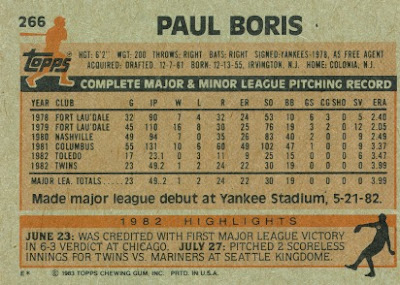 266 PAUL BORIS
Topps
HGT: 6'2" WGT: 200 THROWS: RIGHT BATS: RIGHT SIGNED: YANKEES-1978, AS FREE AGENT
ACQUIRED: DRAFTED, 12-7-81 BORN: 12-13-55, IRVINGTON, N.J. HOME: COLONIA, N.J.
COMPLETE MAJOR & MINOR LEAGUE PITCHING RECORD
YEAR CLUB G IP W L R ER SO BB GS CG SHO SV ERA
1978 FORT LAU'DALE 32 90 7 4 32 24 53 10 6 3 0 5 2.40
1979 FORT LAU'DALE 45 110 16 8 30 25 76 19 3 2 0 12 2.05
1980 NASHVILLE 49 94 35 26 83 40 2 0 0 9 2.49
1981 COLUMBUS 55 131 10 6 60 49 102 47 1 0 0 3.37
1982 TOLEDO 17 23.1 0 3 11 9 25 15 0 0 0 6 3.47
1982 TWINS 23 49.2 1 2 24 22 30 19 0 0 0 0 3.99
MAJOR LEA. TOTALS 23 49.2 1 2 24 22 30 19 0 0 0 0 3.99
Made major league debut at Yankee Stadium, 5-21-82.
1982 HIGHLIGHTS
JUNE 23: WAS CREDITED WITH FIRST MAJOR LEAGUE VICTORY
IN 6-3 VERDICT AT CHICAGO. JULY 27: PITCHED 2 SCORELESS
INNINGS FOR TWINS VS. MARINERS AT SEATTLE KINGDOME.
© 1983 TOPPS CHEWING GUM, INC. PRTD. IN U.S.A.